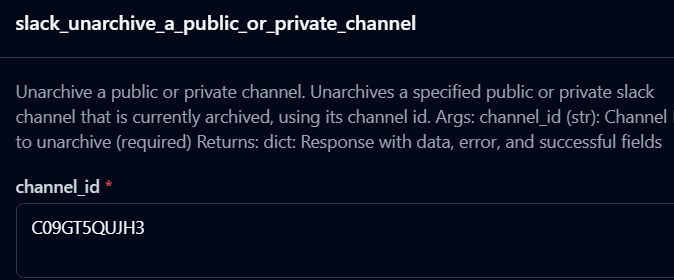 slack_unarchive_a_public_or_private_channel
Unarchive a public or private channel. Unarchives a specified public or private slack
channel that is currently archived, using its channel id. Args: channel_id (str): Channel
to unarchive (required) Returns: dict: Response with data, error, and successful fields
channel_id *
C09GT5QUJH3